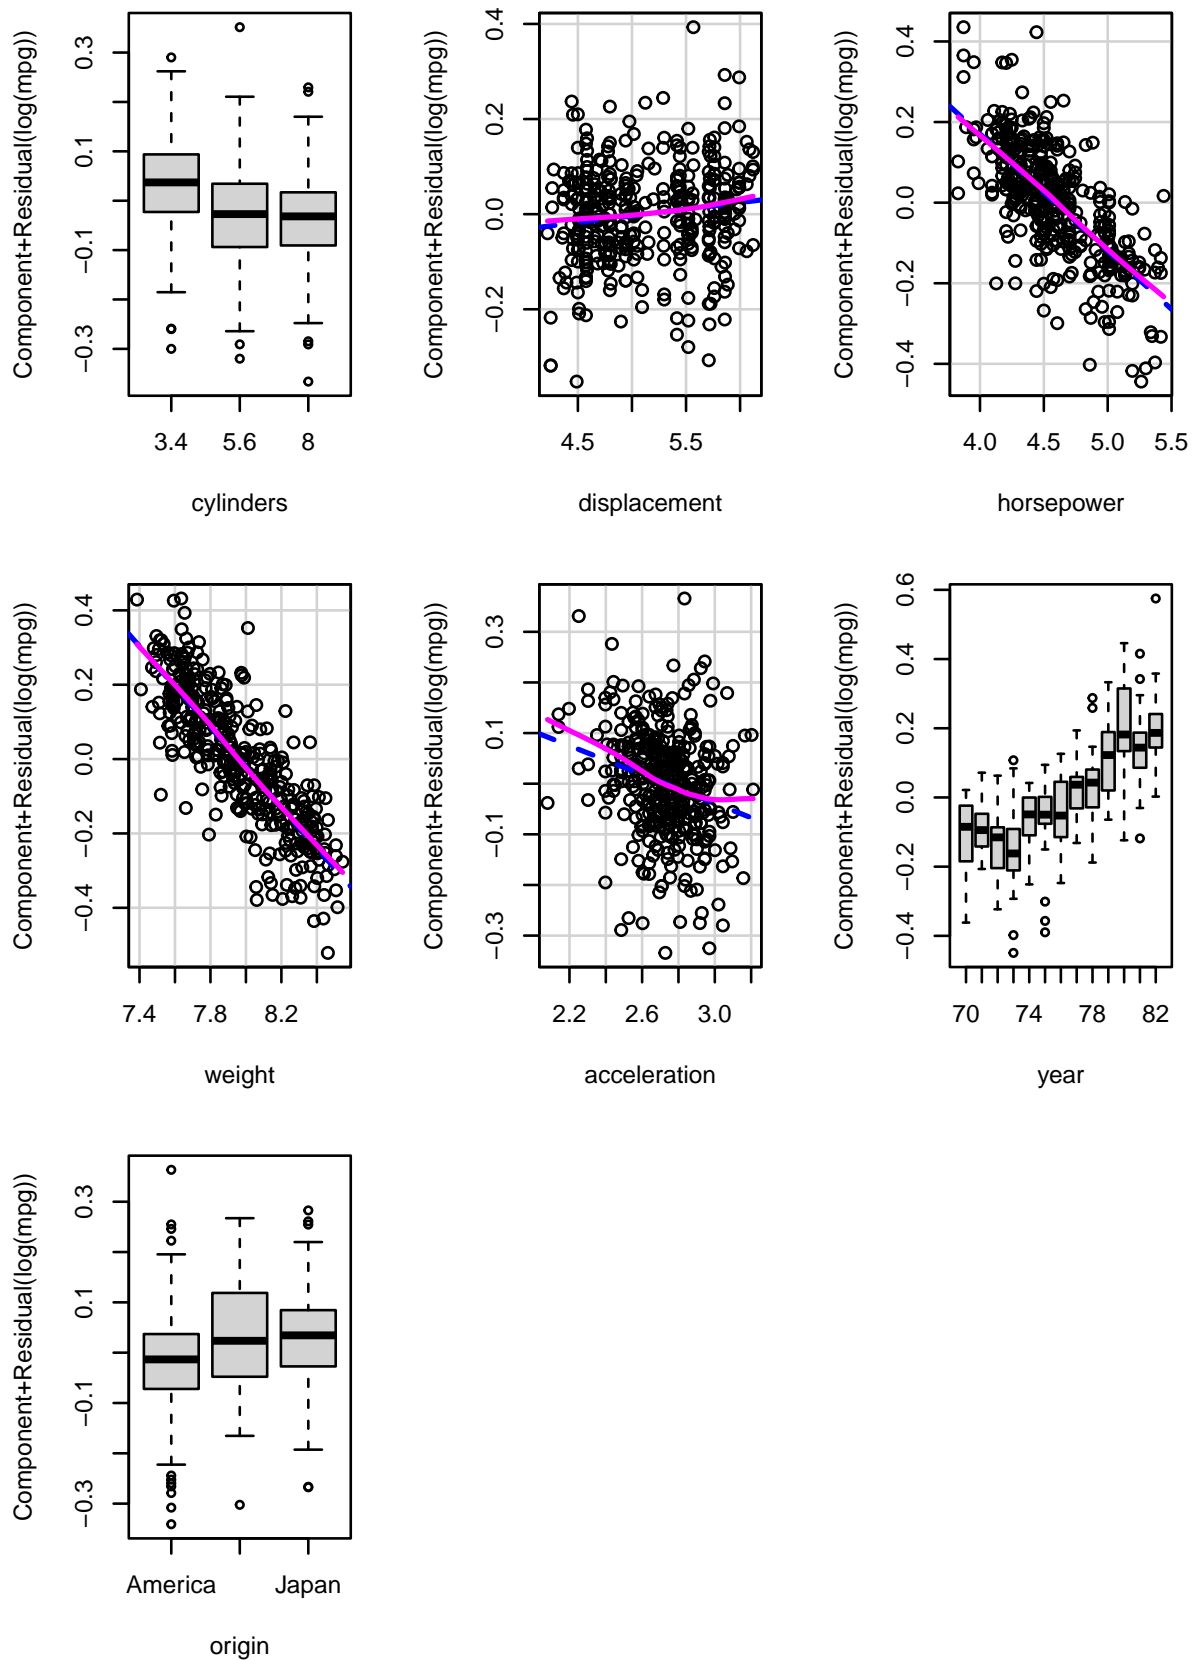 Component+Residual(log(mpg))
0.3
0.1
−0.1
−0.3
3.4 5.6 8
cylinders
Component+Residual(log(mpg))
0.4
0.2
0.0
−0.2
4.5 5.5
displacement
Component+Residual(log(mpg))
0.4
0.2
0.0
−0.2
−0.4
4.0 4.5 5.0 5.5
horsepower
Component+Residual(log(mpg))
0.4
0.2
0.0
−0.2
−0.4
7.4 7.8 8.2
weight
Component+Residual(log(mpg))
0.3
0.1
−0.1
−0.3
2.2 2.6 3.0
acceleration
Component+Residual(log(mpg))
0.6
0.4
0.2
0.0
−0.2
−0.4
70 74 78 82
year
Component+Residual(log(mpg))
0.3
0.1
−0.1
−0.3
America Japan
origin